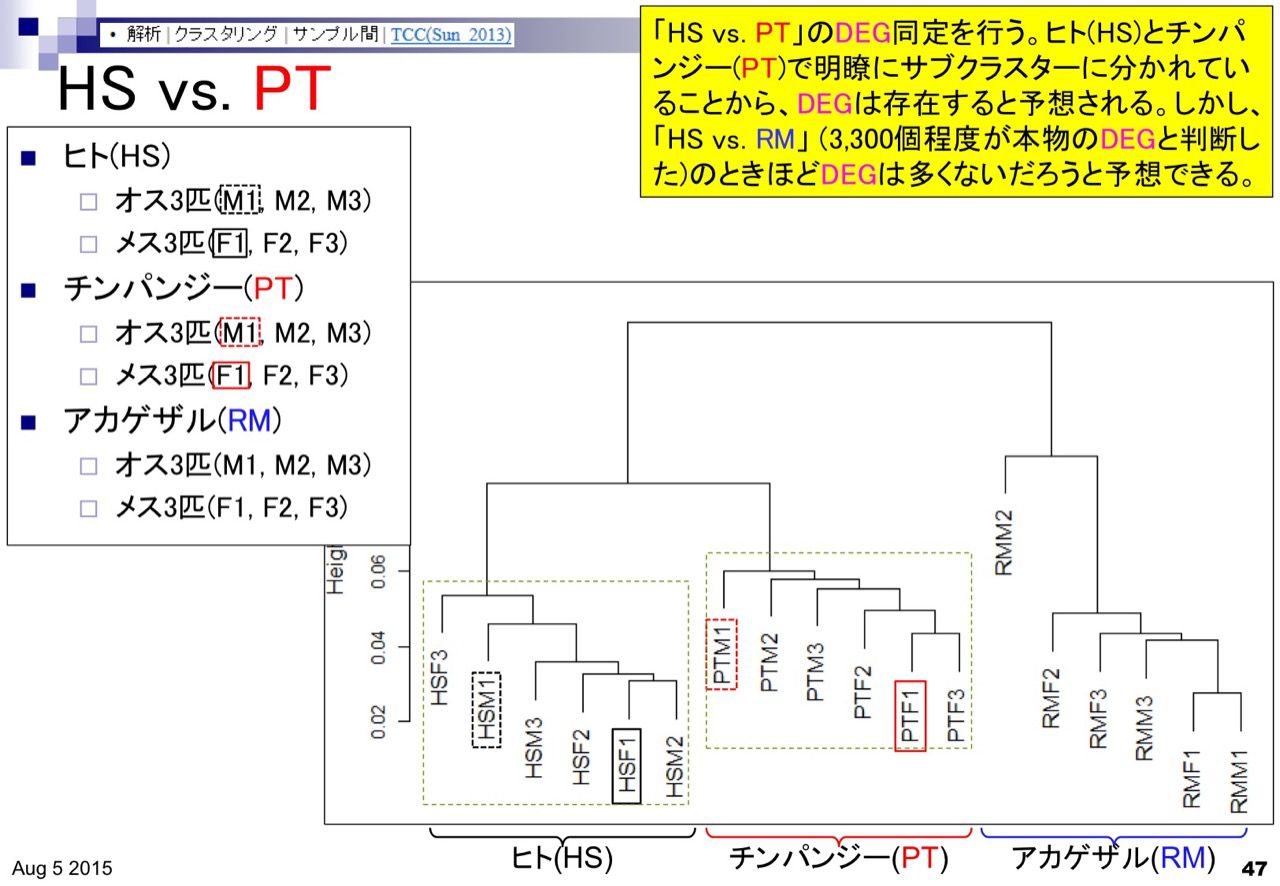 • 解析 | クラスタリング | サンプル間 | TCC(Sun_2013)
HS vs. PT
「HS vs. PT」のDEG同定を行う。ヒト(HS)とチンパ
ンジー(PT)で明瞭にサブクラスターに分かれてい
ることから、DEGは存在すると予想される。しかし、
「HS vs. RM」 (3,300個程度が本物のDEGと判断し
た)のときほどDEGは多くないだろうと予想できる。
■ ヒト(HS)
□ オス3匹(M1, M2, M3)
□ メス3匹(F1, F2, F3)
■ チンパンジー(PT)
□ オス3匹(M1, M2, M3)
□ メス3匹(F1, F2, F3)
■ アカゲザル(RM)
□ オス3匹(M1, M2, M3)
□ メス3匹(F1, F2, F3)
0.06
0.04
0.02
HSF3
HSM1
HSM3
HSF2
HSF1
HSM2
PTM1
PTM2
PTM3
PTF2
PTF1
PTF3
RMM2
RMF2
RMF3
RMM3
RMF1
RMM1
ヒト(HS)
チンパンジー(PT)
アカゲザル(RM)
Aug 5 2015
47